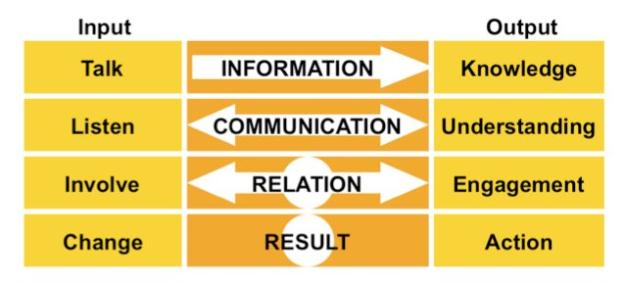 Input Output
Talk INFORMATION Knowledge
Listen COMMUNICATION Understanding
Involve RELATION Engagement
Change RESULT Action